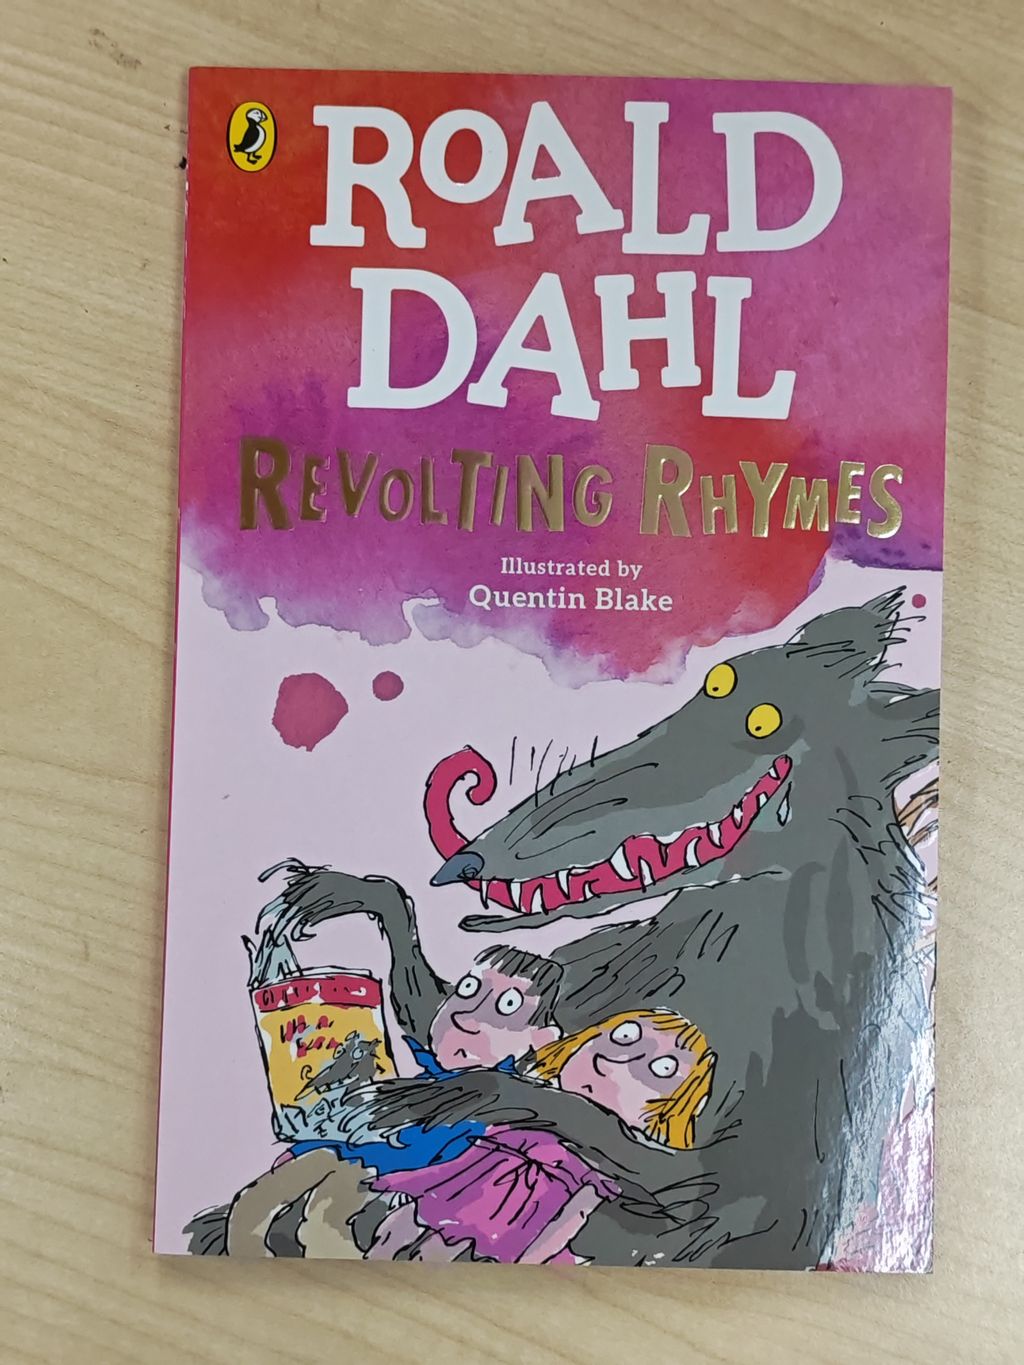 ROALD
DAHL
REVOLTING RHYMES
Illustrated by
Quentin Blake